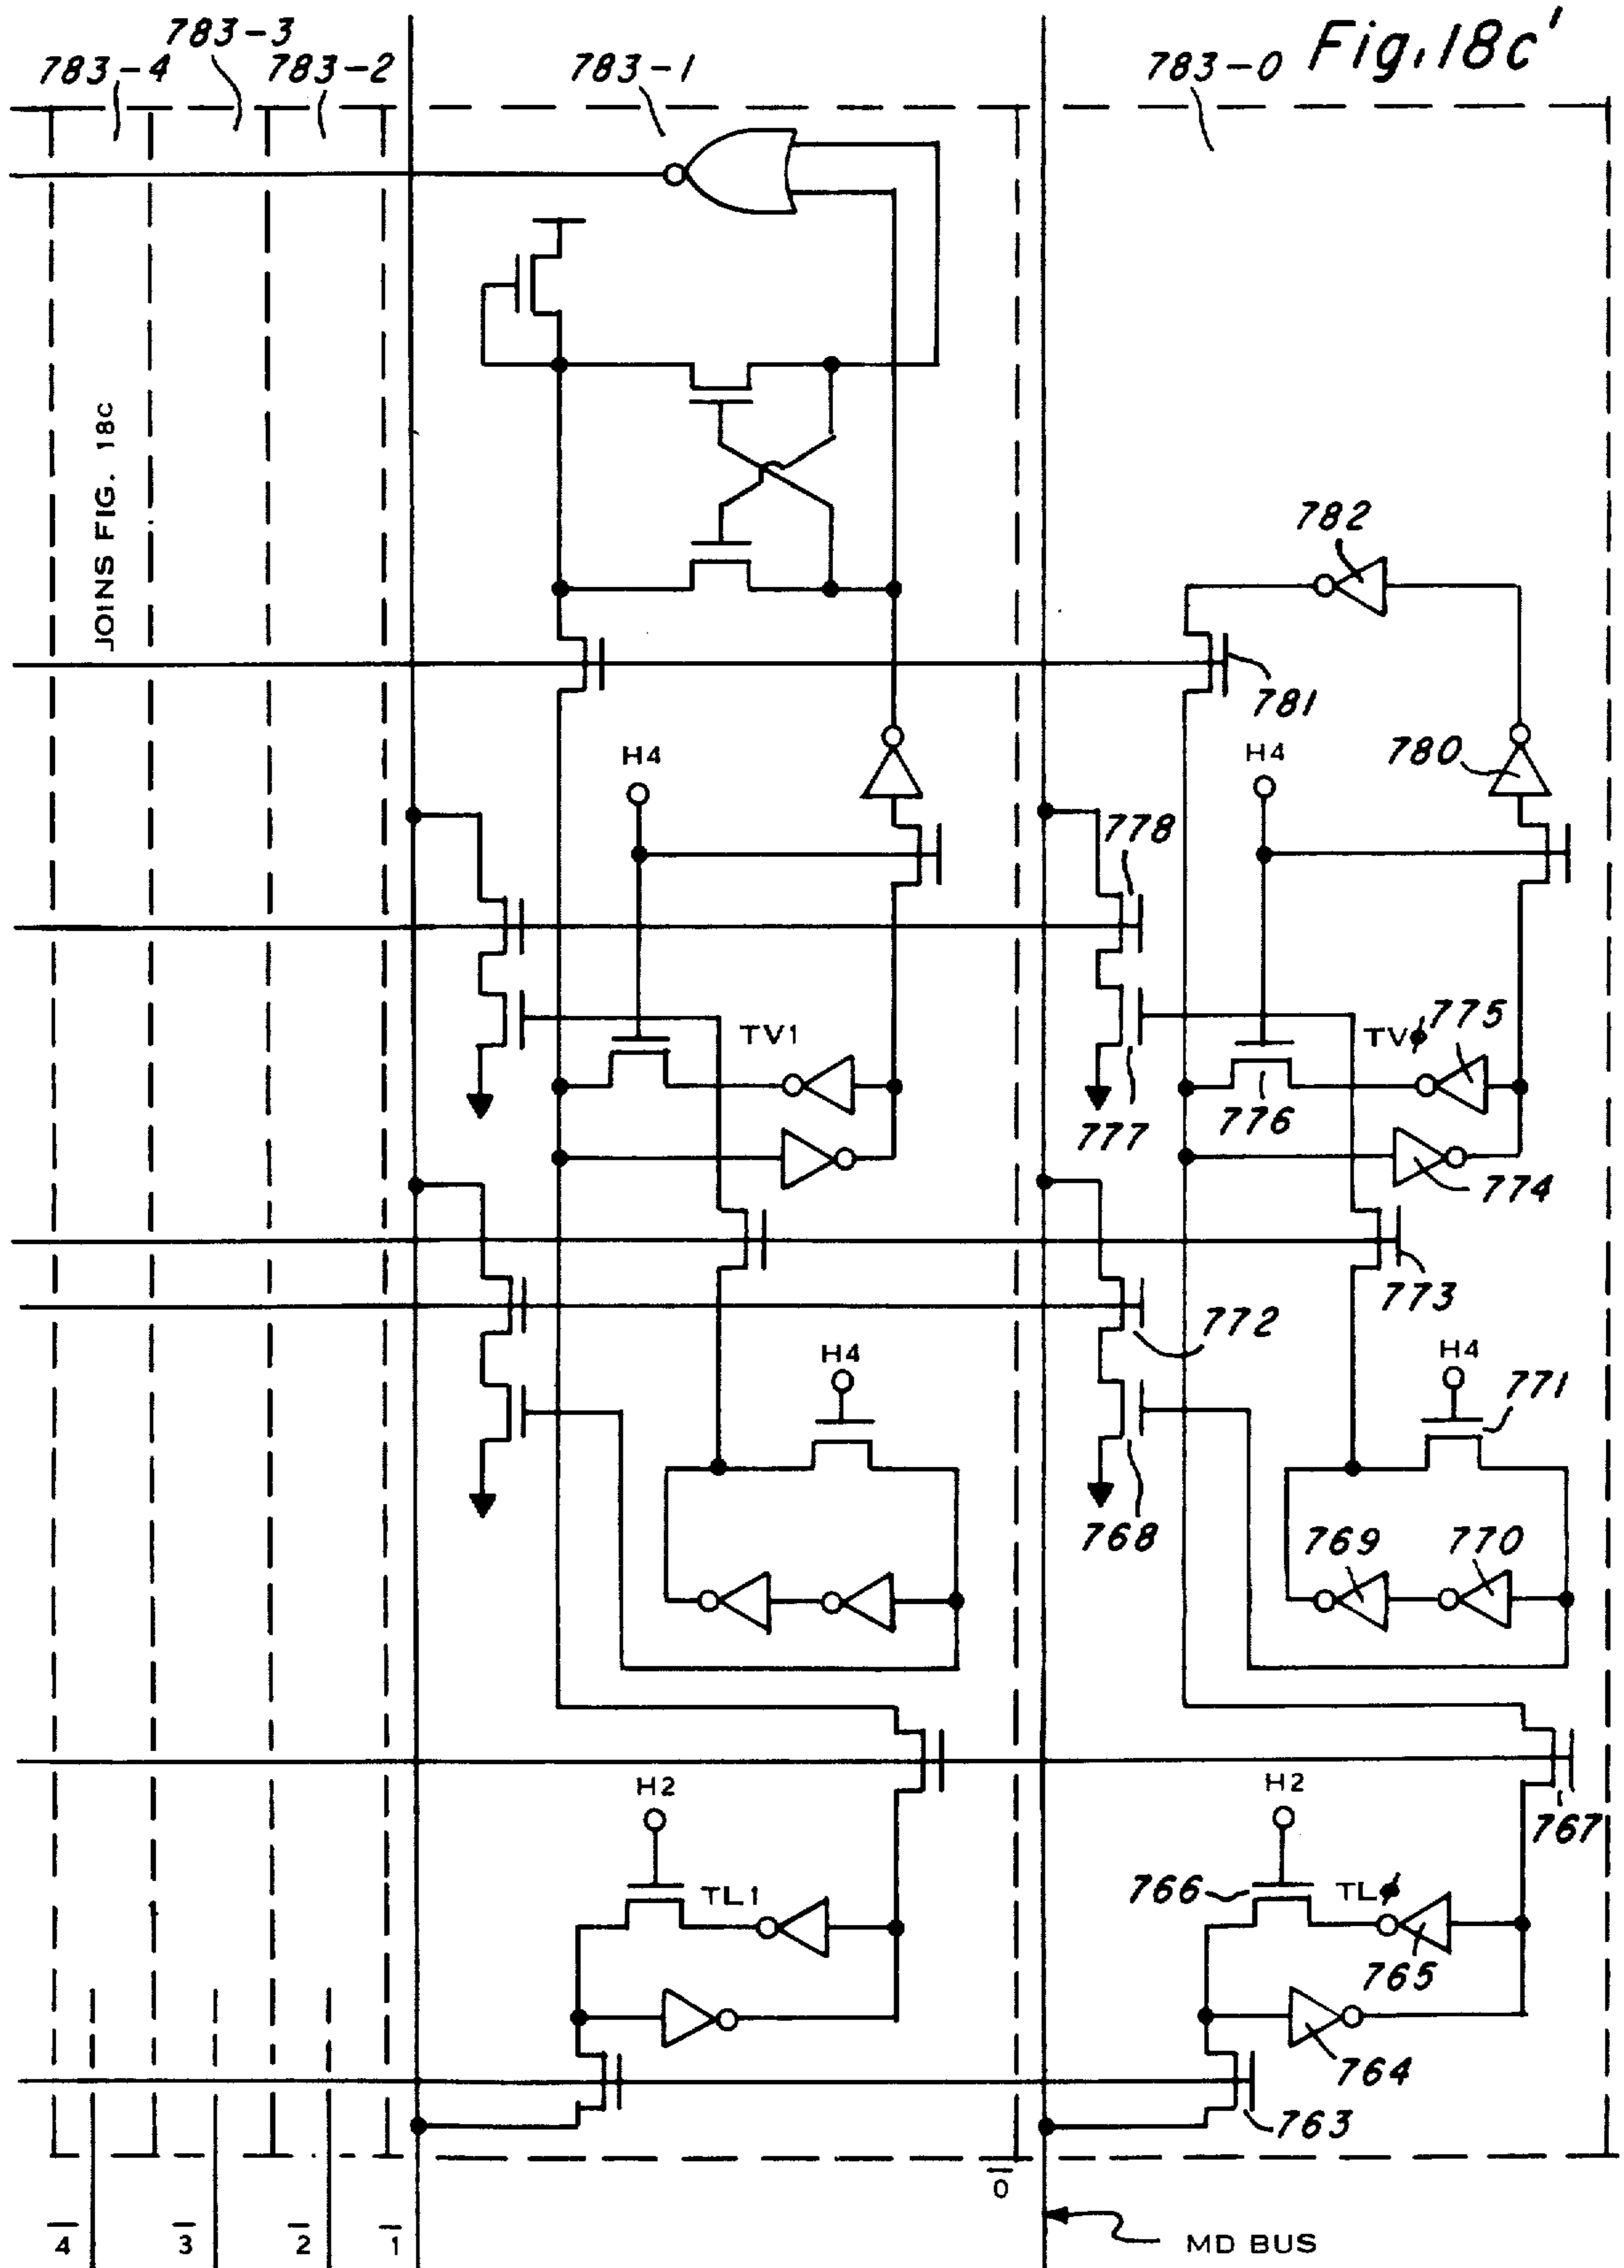 Fig. 18c'
783-4
783-3
783-2
783-1
783-0
JOINS FIG. 18C
782
781
H4
H4
780
778
TV1
TVϕ
775
777
776
774
773
772
H4
H4
771
768
769
770
H2
H2
767
766
TL1
TLϕ
765
764
763
0̅
4̅
3̅
2̅
1̅
MD BUS